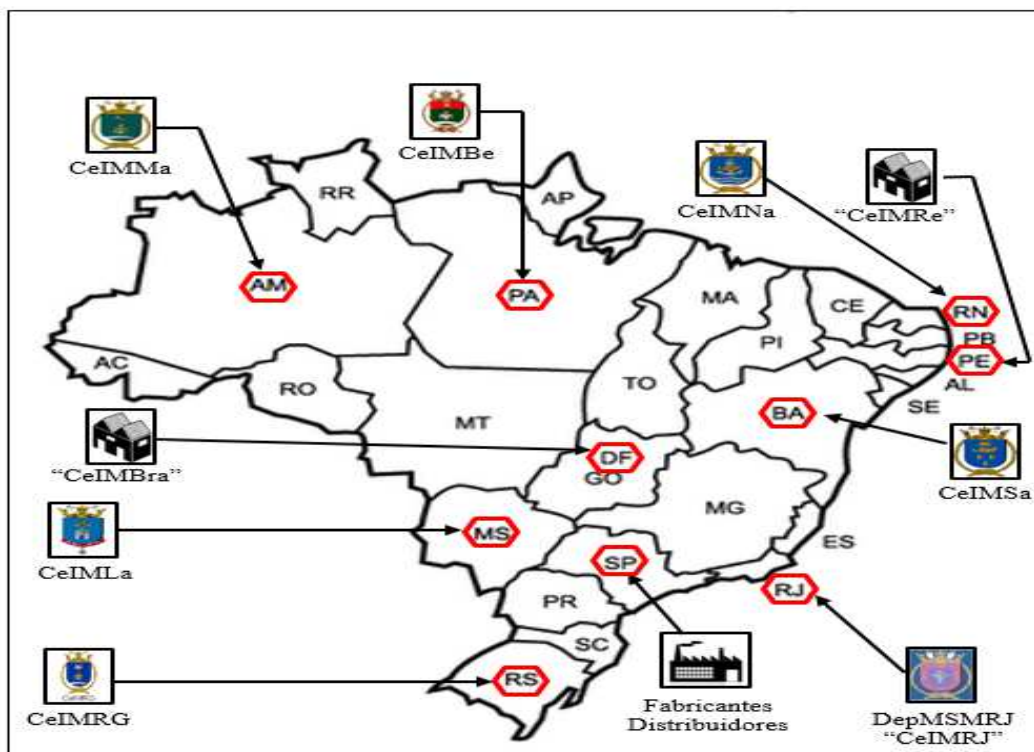 CeIMMa
CeIMBe
CeIMNa
“CeIMRe”
RR
AP
AM
PA
MA
CE
RN
PB
PE
AL
SE
PI
AC
RO
TO
MT
BA
“CeIMBra”
DF
GO
CeIMSa
MG
ES
CeIMLa
MS
SP
RJ
PR
SC
RS
CeIMRG
Fabricantes
Distribuidores
DepMSMRJ
“CeIMRJ”